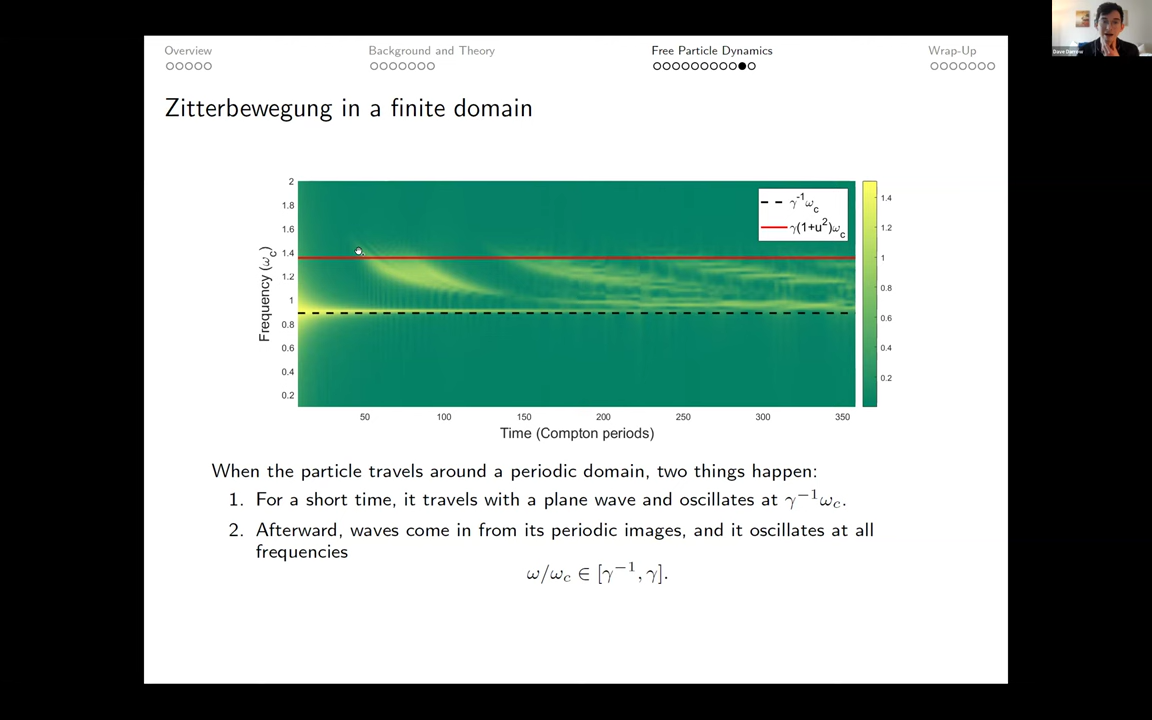 Overview Background and Theory Free Particle Dynamics Wrap-Up
Dave Darrow
Zitterbewegung in a finite domain
2
1.8
1.6
1.4
1.2
1
0.8
0.6
0.4
0.2
Frequency (ω_c)
γ⁻¹ω_c
γ(1+u²)ω_c
1.4
1.2
1
0.8
0.6
0.4
0.2
50 100 150 200 250 300 350
Time (Compton periods)
When the particle travels around a periodic domain, two things happen:
1. For a short time, it travels with a plane wave and oscillates at γ⁻¹ω_c.
2. Afterward, waves come in from its periodic images, and it oscillates at all
frequencies
ω/ω_c ∈ [γ⁻¹, γ].